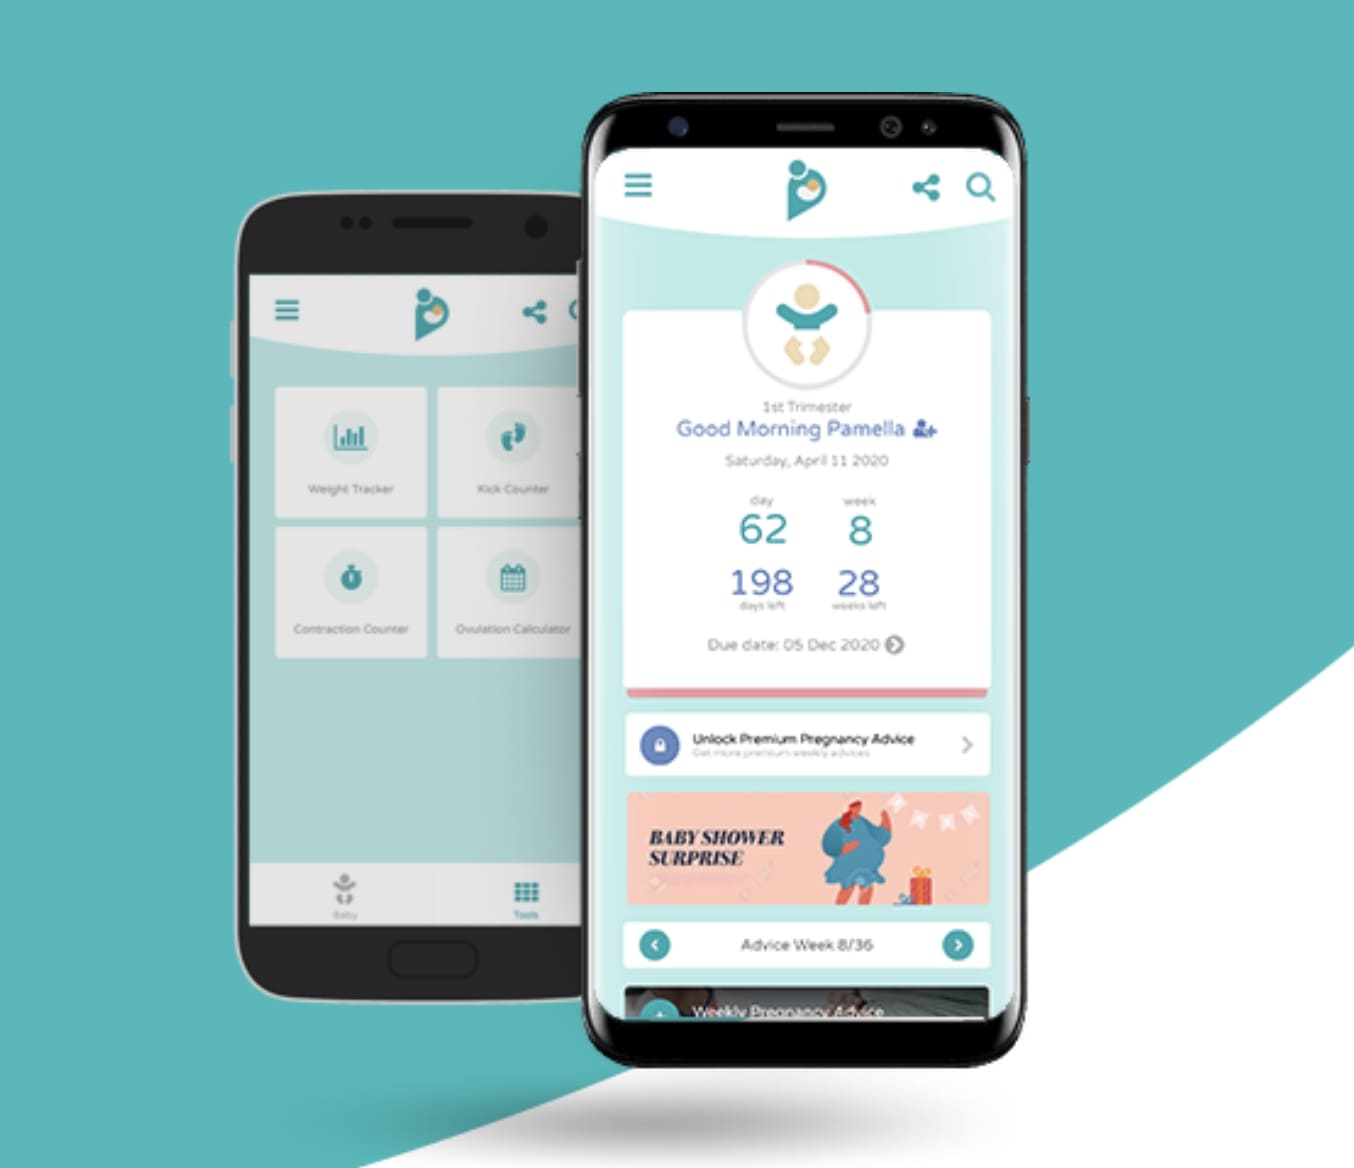 Weight Tracker
Kick Counter
Contraction Counter
Ovulation Calculator
Baby
Tools
1st Trimester
Good Morning Pamella
Saturday, April 11 2020
day
week
62
8
198
28
days left
weeks left
Due date: 05 Dec 2020
Unlock Premium Pregnancy Advice
Get more premium weekly advices
BABY SHOWER
SURPRISE
Advice Week 8/36
Weekly Pregnancy Advice